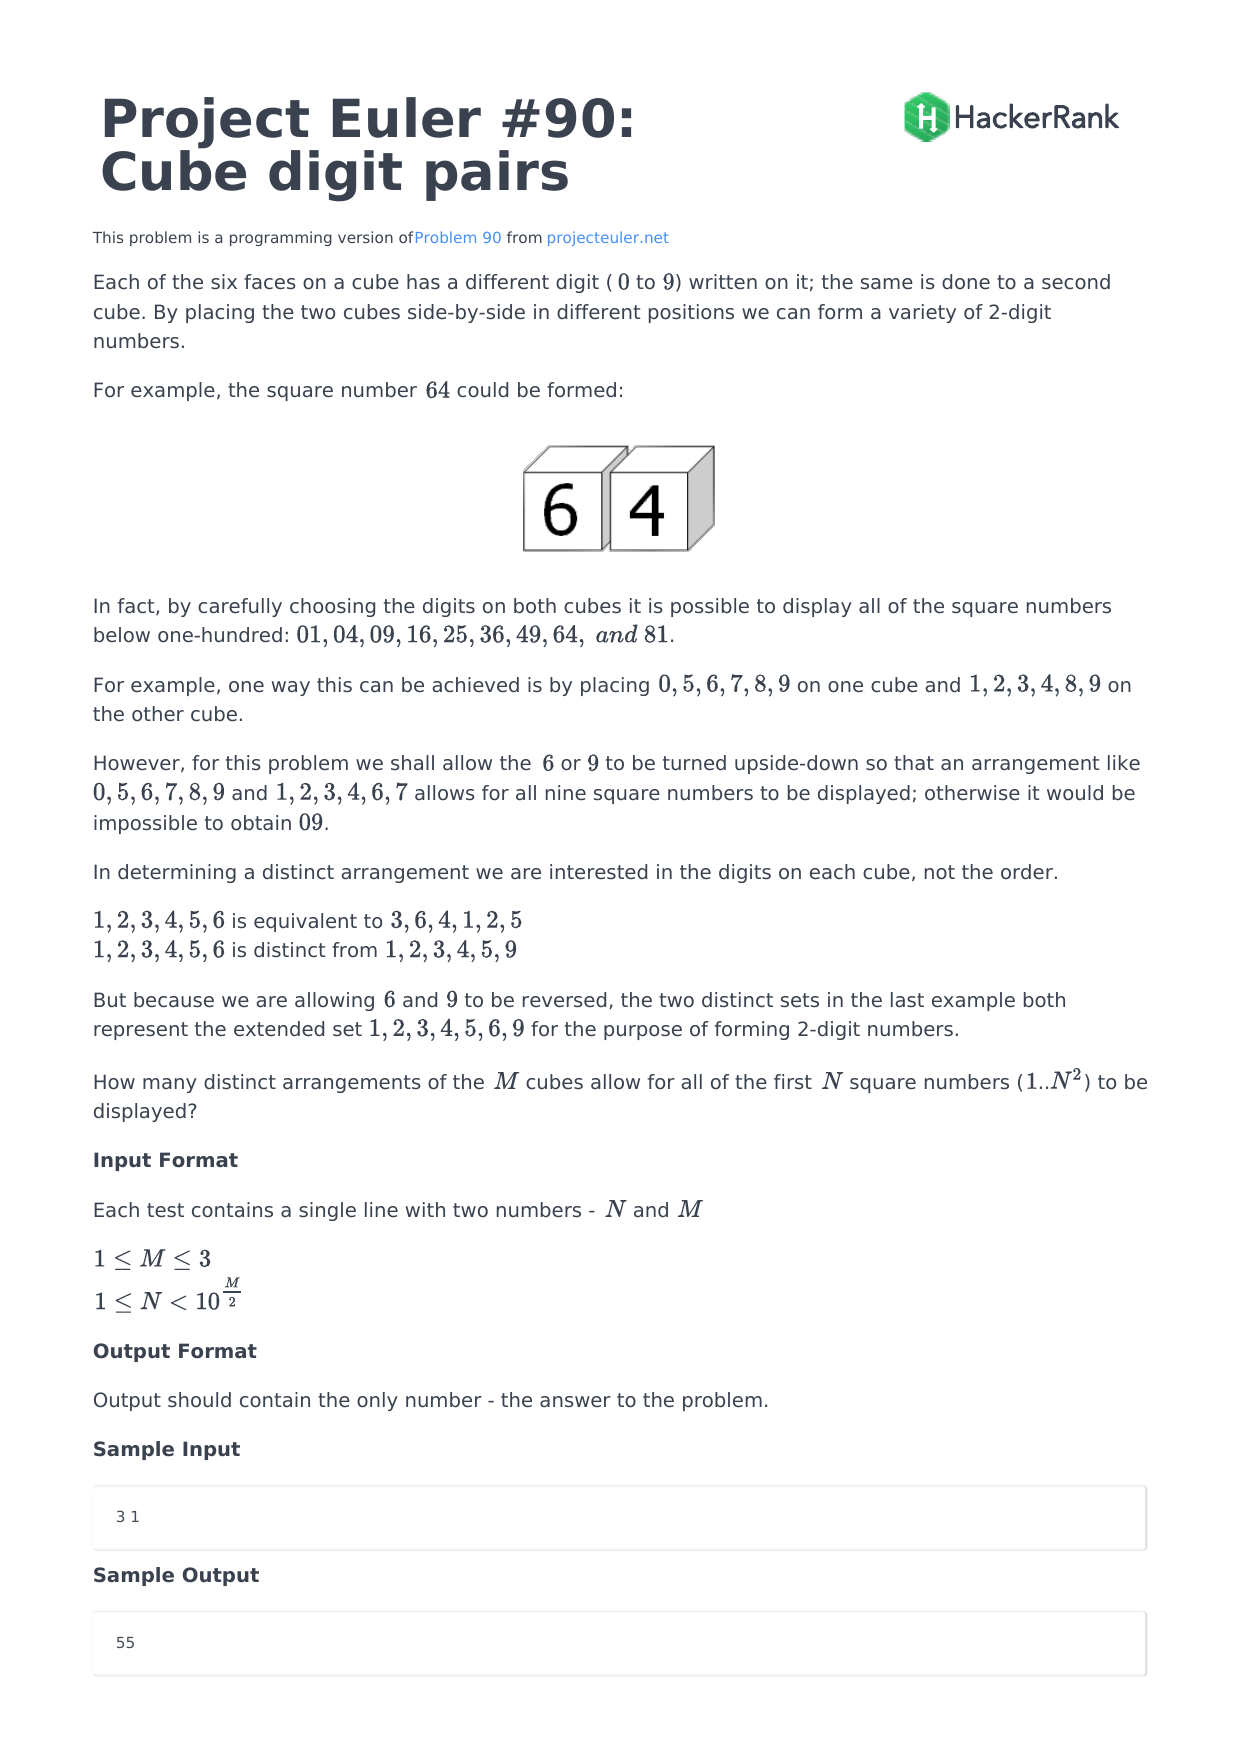 Project Euler #90:
Cube digit pairs
HackerRank
This problem is a programming version of Problem 90 from projecteuler.net
Each of the six faces on a cube has a different digit ( 0 to 9) written on it; the same is done to a second
cube. By placing the two cubes side-by-side in different positions we can form a variety of 2-digit
numbers.
For example, the square number 64 could be formed:
6 4
In fact, by carefully choosing the digits on both cubes it is possible to display all of the square numbers
below one-hundred: 01, 04, 09, 16, 25, 36, 49, 64, and 81.
For example, one way this can be achieved is by placing 0, 5, 6, 7, 8, 9 on one cube and 1, 2, 3, 4, 8, 9 on
the other cube.
However, for this problem we shall allow the 6 or 9 to be turned upside-down so that an arrangement like
0, 5, 6, 7, 8, 9 and 1, 2, 3, 4, 6, 7 allows for all nine square numbers to be displayed; otherwise it would be
impossible to obtain 09.
In determining a distinct arrangement we are interested in the digits on each cube, not the order.
1, 2, 3, 4, 5, 6 is equivalent to 3, 6, 4, 1, 2, 5
1, 2, 3, 4, 5, 6 is distinct from 1, 2, 3, 4, 5, 9
But because we are allowing 6 and 9 to be reversed, the two distinct sets in the last example both
represent the extended set 1, 2, 3, 4, 5, 6, 9 for the purpose of forming 2-digit numbers.
How many distinct arrangements of the M cubes allow for all of the first N square numbers (1..N²) to be
displayed?
Input Format
Each test contains a single line with two numbers - N and M
1 ≤ M ≤ 3
1 ≤ N < 10^(M/2)
Output Format
Output should contain the only number - the answer to the problem.
Sample Input
3 1
Sample Output
55